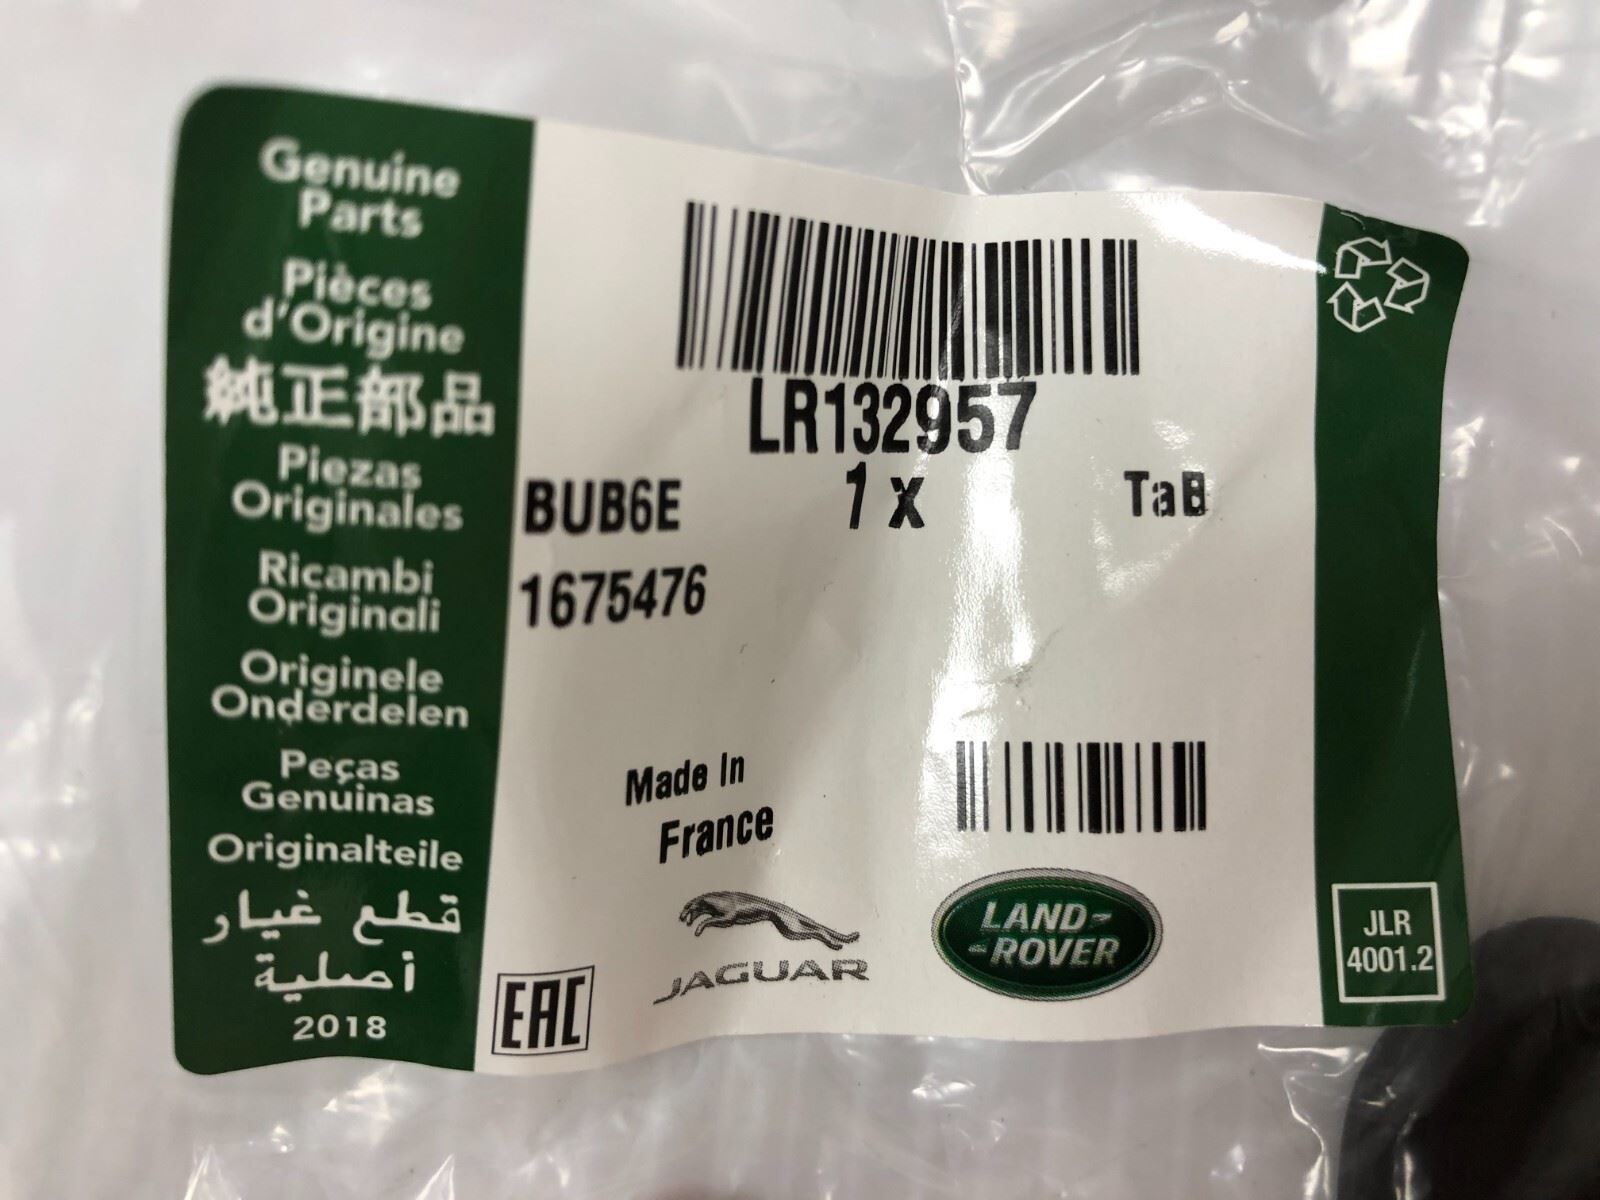 Genuine
Parts
Pièces
d'Origine
純正部品
Piezas
Originales
Ricambi
Originali
Originele
Onderdelen
Peças
Genuinas
Originalteile
قطع غيار
أصلية
2018
LR132957
BUB6E 1 x TaB
1675476
Made In
France
EAC
JAGUAR
LAND-
-ROVER
JLR
4001.2